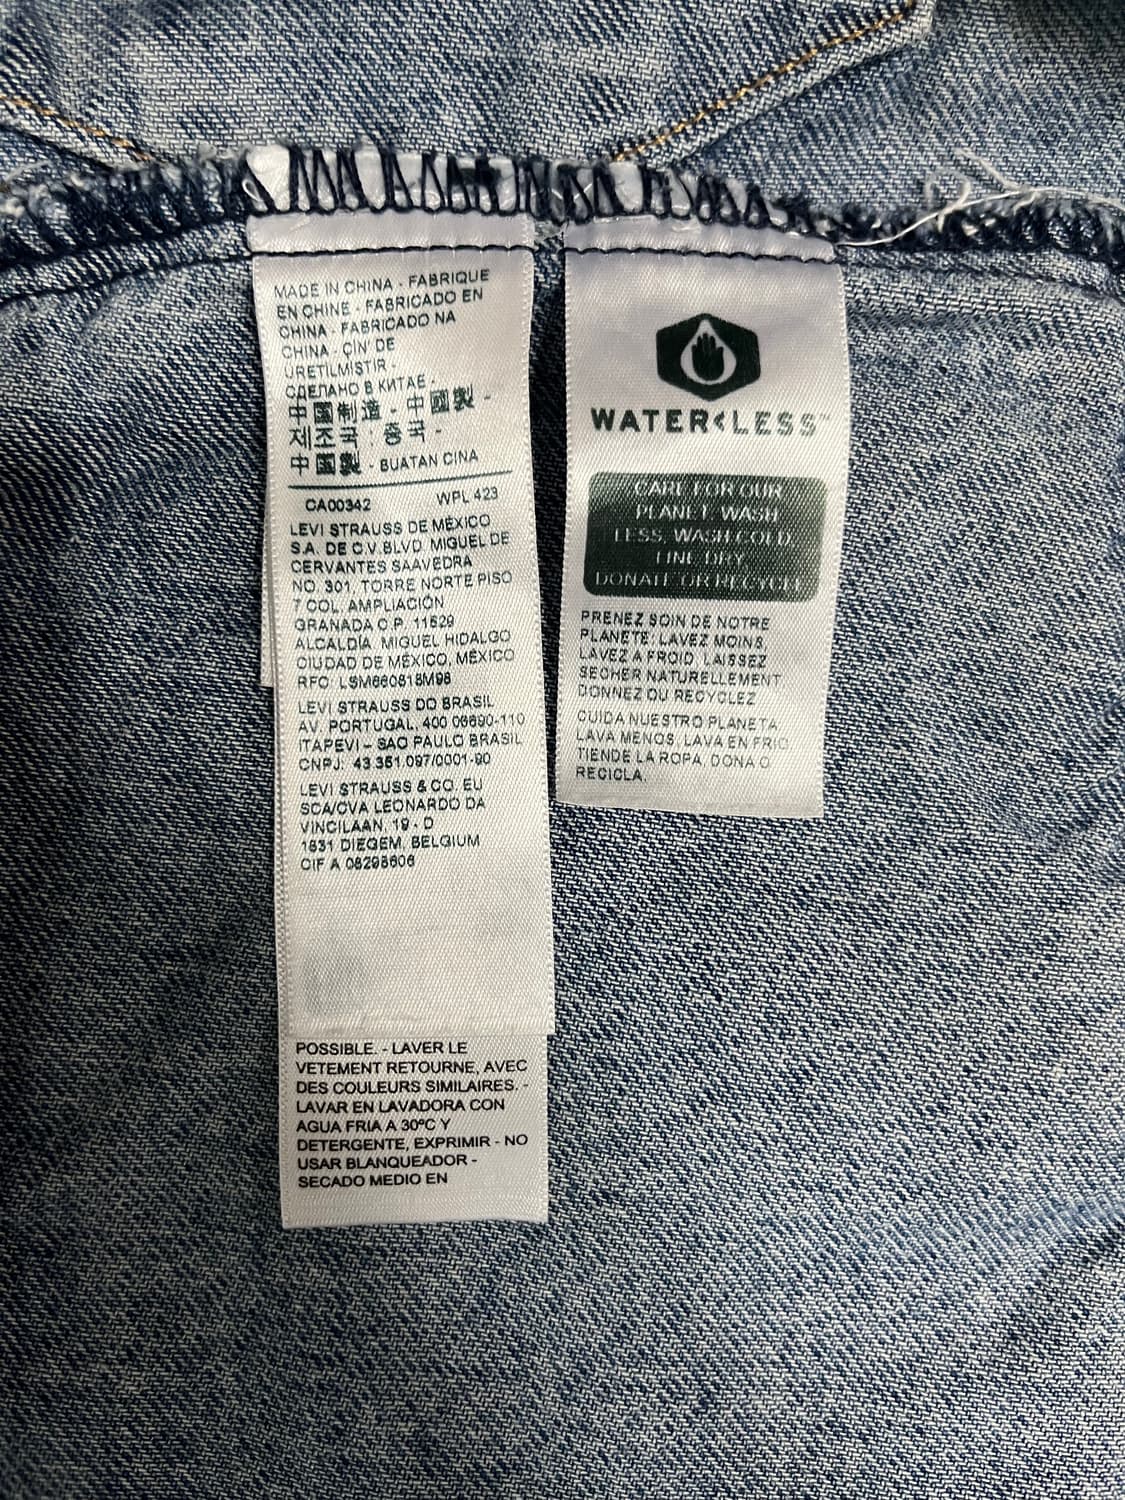 MADE IN CHINA - FABRIQUE
EN CHINE - FABRICADO EN
CHINA - FABRICADO NA
CHINA - ÇİN' DE
ÜRETILMISTIR -
СДЕЛАНО В КИТАЕ -
中国制造 - 中國製 -
제조국 : 중국 -
中国製 - BUATAN CINA
CA00342 WPL 423
LEVI STRAUSS DE MÉXICO
S.A. DE C.V.BLVD. MIGUEL DE
CERVANTES SAAVEDRA
NO. 301, TORRE NORTE PISO
7 COL. AMPLIACIÓN
GRANADA C.P. 11529
ALCALDÍA MIGUEL HIDALGO
CIUDAD DE MÉXICO, MÉXICO
RFC: LSM860818M98
LEVI STRAUSS DO BRASIL
AV. PORTUGAL, 400 06690-110
ITAPEVI – SAO PAULO BRASIL
CNPJ: 43.351.097/0001-90
LEVI STRAUSS & CO. EU
SCA/CVA LEONARDO DA
VINCILAAN, 19 - D
1831 DIEGEM, BELGIUM
CIF A 08298606
POSSIBLE. - LAVER LE
VETEMENT RETOURNE, AVEC
DES COULEURS SIMILAIRES. -
LAVAR EN LAVADORA CON
AGUA FRIA A 30ºC Y
DETERGENTE, EXPRIMIR - NO
USAR BLANQUEADOR -
SECADO MEDIO EN
WATER<LESS™
CARE FOR OUR
PLANET: WASH
LESS, WASH COLD,
LINE DRY,
DONATE OR RECYCLE
PRENEZ SOIN DE NOTRE
PLANÈTE: LAVEZ MOINS,
LAVEZ A FROID, LAISSEZ
SECHER NATURELLEMENT
DONNEZ OU RECYCLEZ
CUIDA NUESTRO PLANETA
LAVA MENOS, LAVA EN FRIO
TIENDE LA ROPA, DONA O
RECICLA.